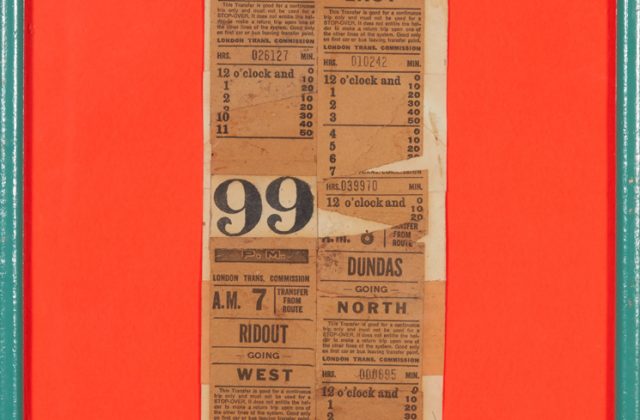 This Transfer is good for a continuous
trip only and must not be used for a
STOP-OVER. It does not entitle the hol-
der to make a return trip upon one of
the other lines of the system. Good only
on first car or bus leaving transfer point.
LONDON TRANS. COMMISSION
HRS. 026127 MIN.
12 o'clock and 0
10
1 20
2 30
10 40
11 50
99
P. M.
LONDON TRANS. COMMISSION
A.M. 7 TRANSFER
FROM
ROUTE
RIDOUT
GOING
WEST
This Transfer is good for a continuous
trip only and must not be used for a
STOP-OVER. It does not entitle the hol-
der to make a return trip upon one of
the other lines of the system. Good only
EAST
This Transfer is good for a continuous
trip only and must not be used for a
STOP-OVER. It does not entitle the hol-
der to make a return trip upon one of
the other lines of the system. Good only
on first car or bus leaving transfer point.
LONDON TRANS. COMMISSION
HRS. 010242 MIN.
12 o'clock and 0
1 10
2 20
3 30
4 40
4 0
5 10
6 20
7
TRANS. COMMISSION
HRS. 039970 MIN.
12 o'clock and 0
10
20
TRANSFER
FROM
ROUTE
DUNDAS
GOING
NORTH
This Transfer is good for a continuous
trip only and must not be used for a
STOP-OVER. It does not entitle the hol-
der to make a return trip upon one of
the other lines of the system. Good only
on first car or bus leaving transfer point.
LONDON TRANS. COMMISSION
HRS. 000695 MIN.
12 o'clock and 0
1 10
2 20